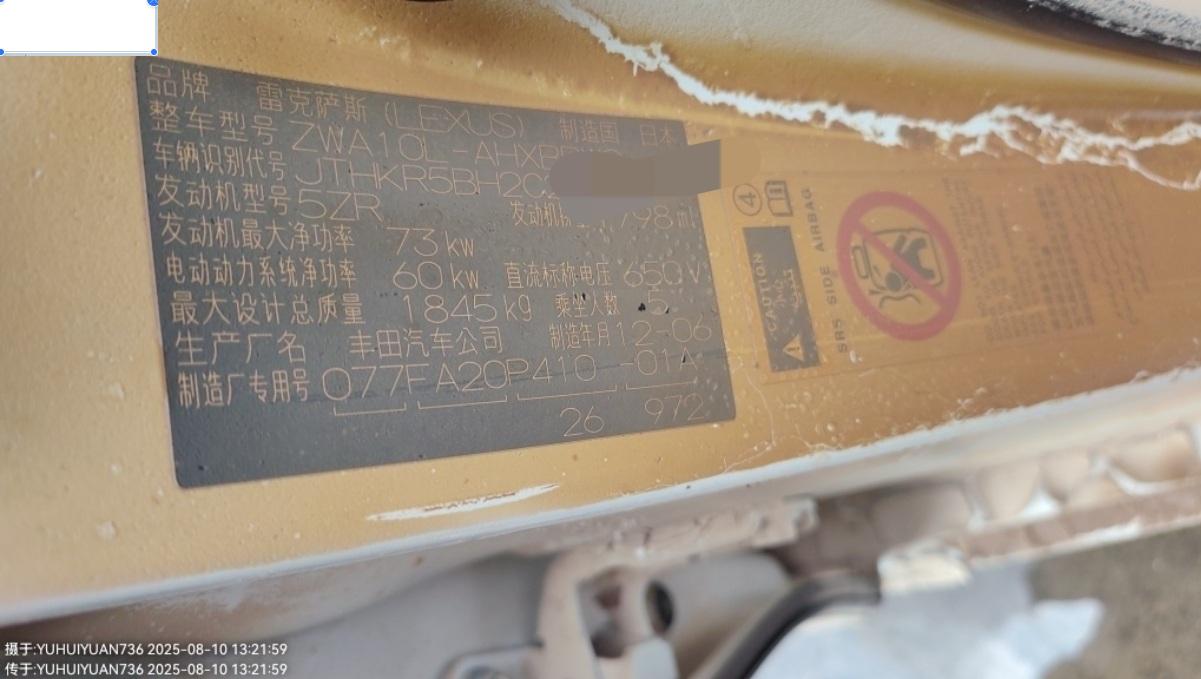 品牌 雷克萨斯 (LEXUS) 制造国 日本
整车型号 ZWA10L-AHXB
车辆识别代号 JTHKR5BH2C
发动机型号 5ZR 发动机排 798 ml
发动机最大净功率 73 kw
电动动力系统净功率 60 kw 直流标称电压 650 V
最大设计总质量 1845 kg 乘坐人数 5
生产厂名 丰田汽车公司 制造年月 12-06
制造厂专用号 077FA20P410 -01A
26 972
4
CAUTION
SRS SIDE AIRBAG
摄于:YUHUIYUAN736 2025-08-10 13:21:59
传于:YUHUIYUAN736 2025-08-10 13:21:59